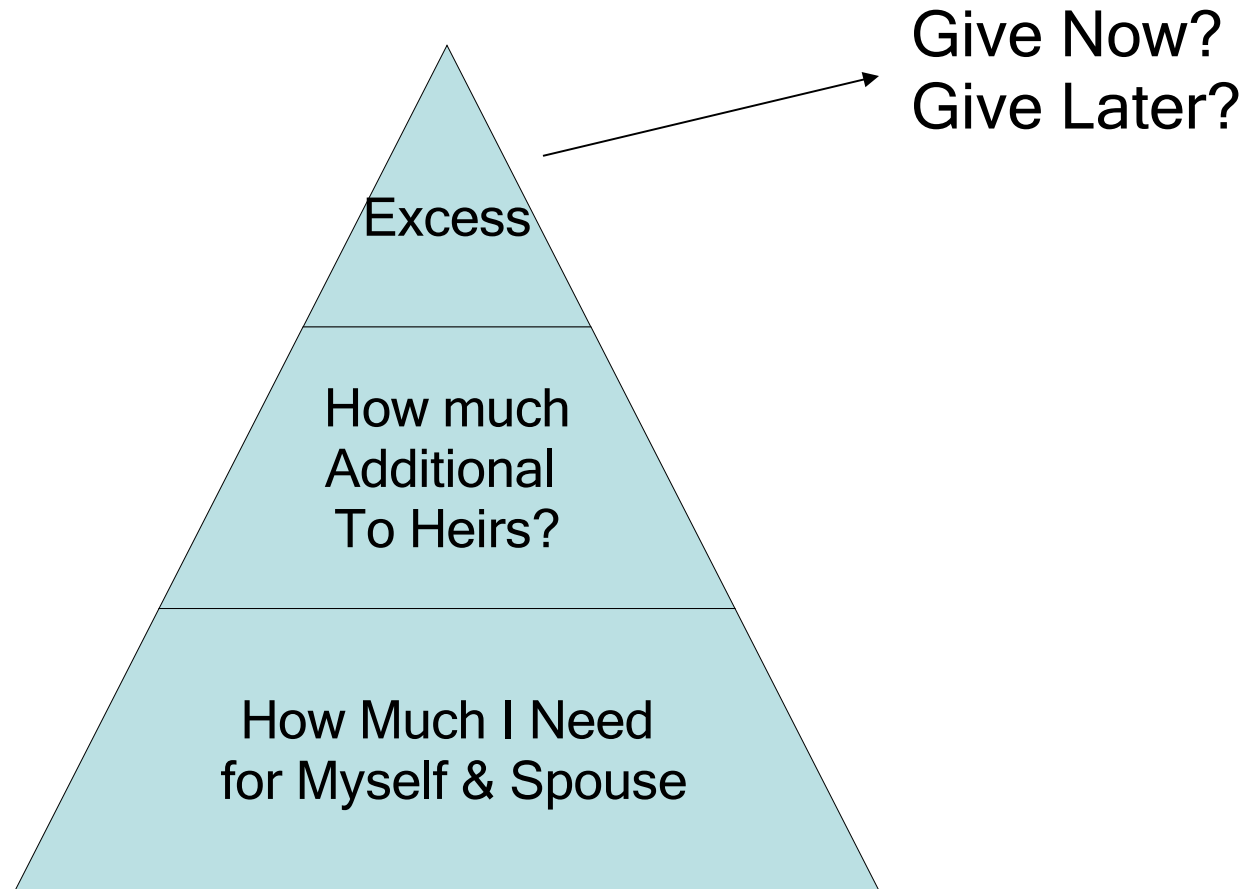 Give Now?
Give Later?
Excess
How much
Additional
To Heirs?
How Much I Need
for Myself & Spouse